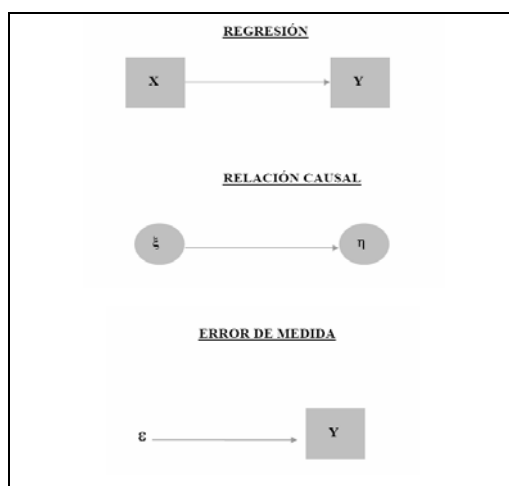 REGRESIÓN
X Y
RELACIÓN CAUSAL
ξ η
ERROR DE MEDIDA
ε Y